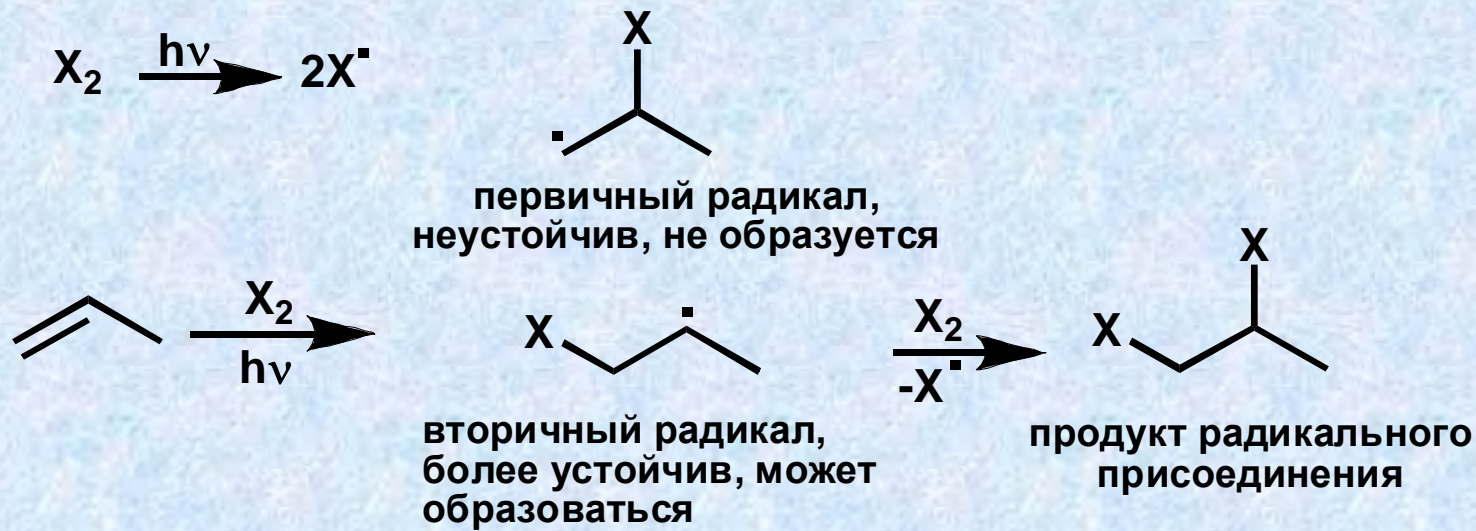 X₂ hν 2X·
X
·
первичный радикал,
неустойчив, не образуется
X₂
hν
X ·
X₂
-X·
X
X
вторичный радикал,
более устойчив, может
образоваться
продукт радикального
присоединения